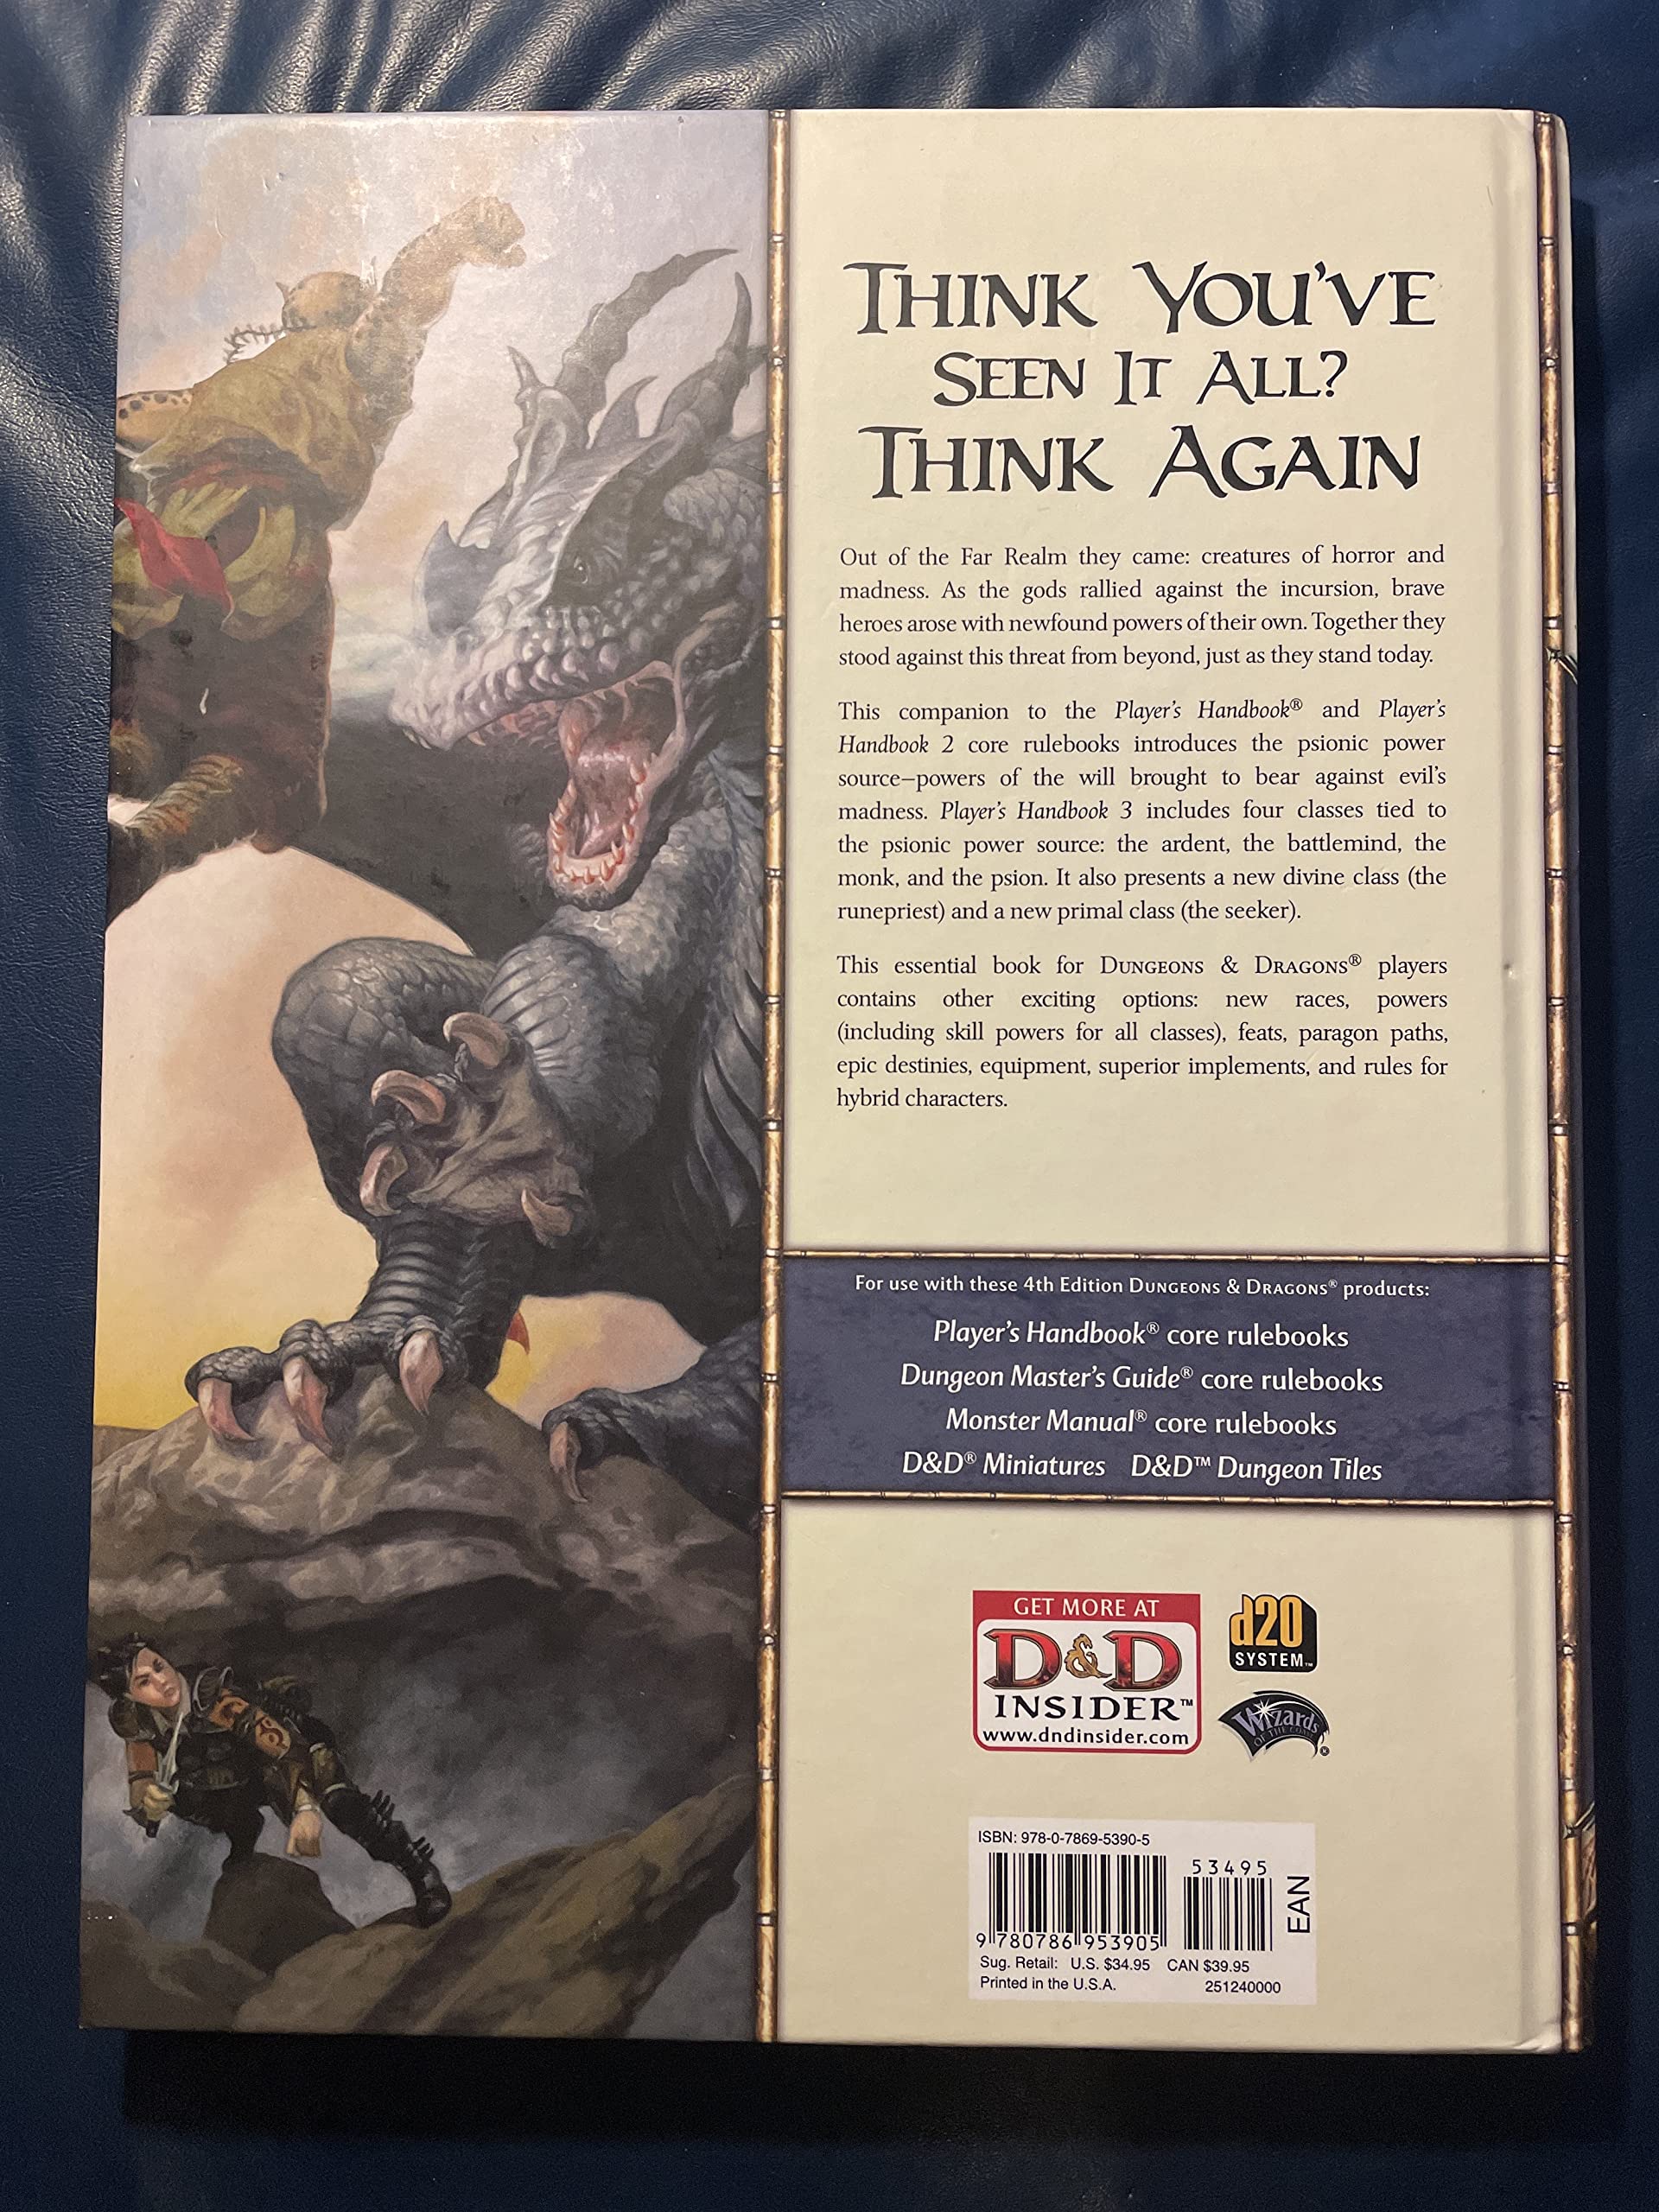 THINK YOU'VE
SEEN IT ALL?
THINK AGAIN
Out of the Far Realm they came: creatures of horror and
madness. As the gods rallied against the incursion, brave
heroes arose with newfound powers of their own. Together they
stood against this threat from beyond, just as they stand today.
This companion to the Player's Handbook® and Player's
Handbook 2 core rulebooks introduces the psionic power
source—powers of the will brought to bear against evil's
madness. Player's Handbook 3 includes four classes tied to
the psionic power source: the ardent, the battlemind, the
monk, and the psion. It also presents a new divine class (the
runepriest) and a new primal class (the seeker).
This essential book for DUNGEONS & DRAGONS® players
contains other exciting options: new races, powers
(including skill powers for all classes), feats, paragon paths,
epic destinies, equipment, superior implements, and rules for
hybrid characters.
For use with these 4th Edition DUNGEONS & DRAGONS® products:
Player's Handbook® core rulebooks
Dungeon Master's Guide® core rulebooks
Monster Manual® core rulebooks
D&D® Miniatures D&D™ Dungeon Tiles
GET MORE AT
D&D
INSIDER™
www.dndinsider.com
d20
SYSTEM™
Wizards
OF THE COAST
®
ISBN: 978-0-7869-5390-5
53495
EAN
9 780786 953905
Sug. Retail: U.S. $34.95 CAN $39.95
Printed in the U.S.A. 251240000